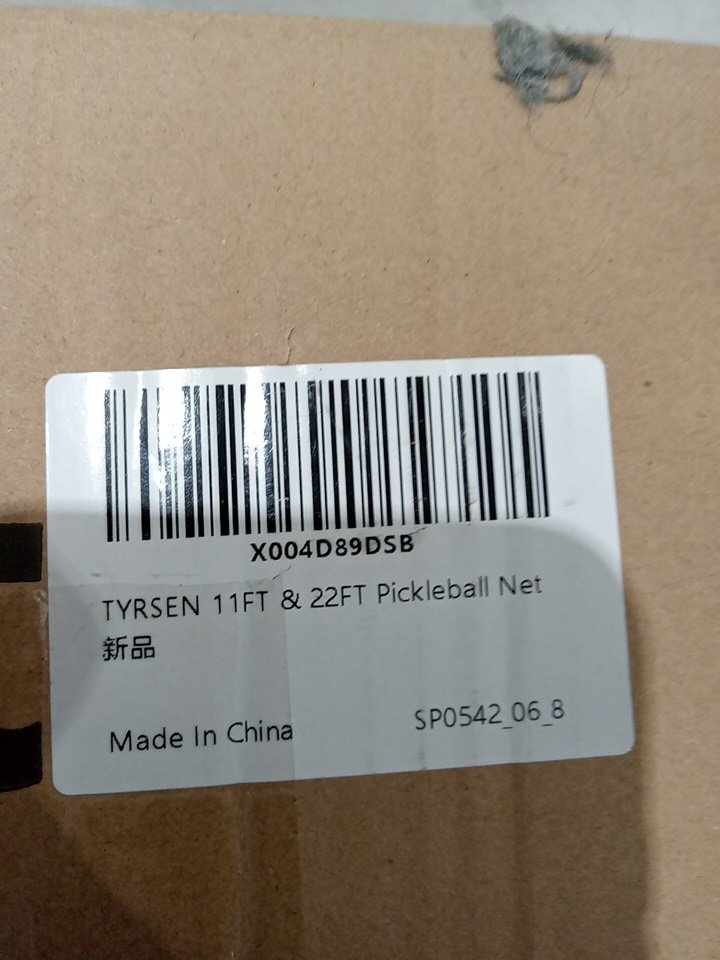 X004D89DSB
TYRSEN 11FT & 22FT Pickleball Net
新品
Made In China
SP0542_06_8